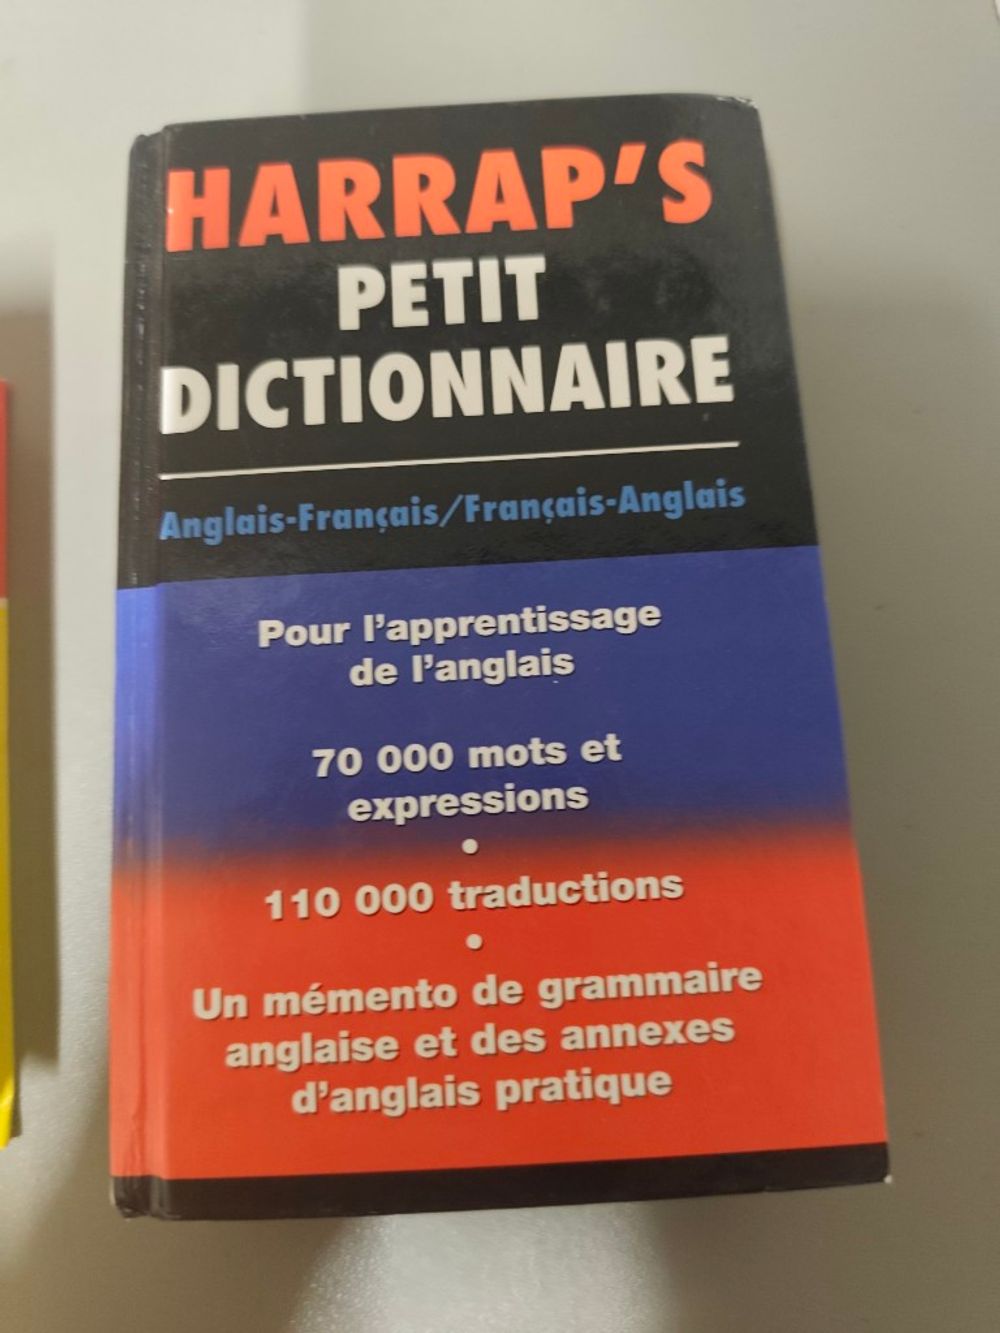 HARRAP'S
PETIT
DICTIONNAIRE
Anglais-Français/Français-Anglais
Pour l'apprentissage
de l'anglais
70 000 mots et
expressions
•
110 000 traductions
•
Un mémento de grammaire
anglaise et des annexes
d'anglais pratique